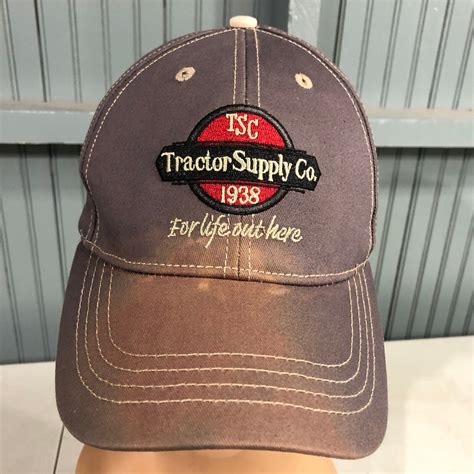 TSC
Tractor Supply Co.
1938
For life out here